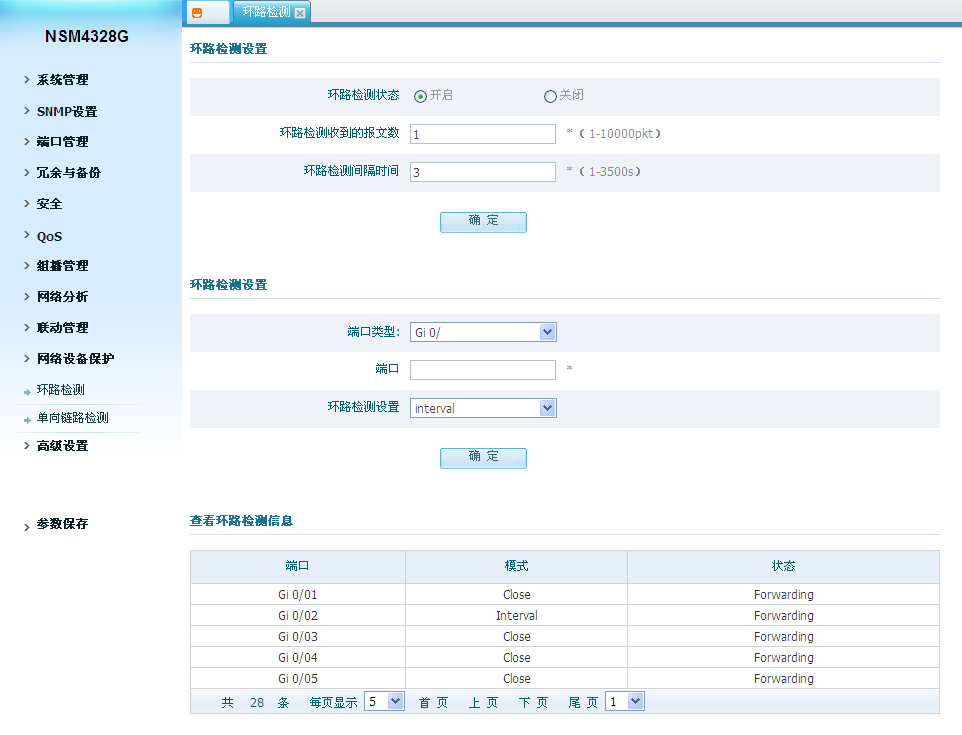 NSM4328G
系统管理
SNMP设置
端口管理
冗余与备份
安全
QoS
组播管理
网络分析
联动管理
网络设备保护
环路检测
单向链路检测
高级设置
参数保存
环路检测
环路检测设置
环路检测状态 开启 关闭
环路检测收到的报文数 1 *（1-10000pkt）
环路检测间隔时间 3 *（1-3500s）
确 定
环路检测设置
端口类型: Gi 0/
端口 *
环路检测设置 interval
确 定
查看环路检测信息
端口 模式 状态
Gi 0/01 Close Forwarding
Gi 0/02 Interval Forwarding
Gi 0/03 Close Forwarding
Gi 0/04 Close Forwarding
Gi 0/05 Close Forwarding
共 28 条 每页显示 5 首 页 上 页 下 页 尾 页 1